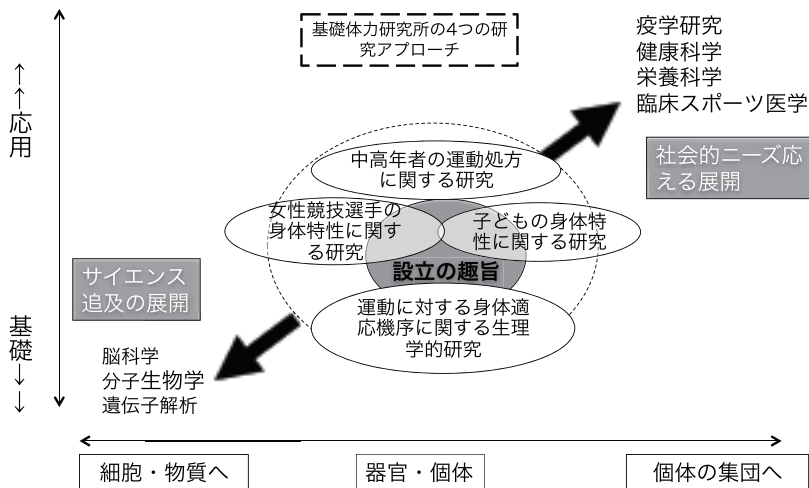 基礎体力研究所の4つの研
究アプローチ
疫学研究
健康科学
栄養科学
臨床スポーツ医学
↑↑応用
社会的ニーズ応
える展開
中高年者の運動処方
に関する研究
女性競技選手の
身体特性に関す
る研究
子どもの身体特
性に関する研究
設立の趣旨
サイエンス
追及の展開
運動に対する身体適
応機序に関する生理
学的研究
基礎↓↓
脳科学
分子生物学
遺伝子解析
細胞・物質へ
器官・個体
個体の集団へ